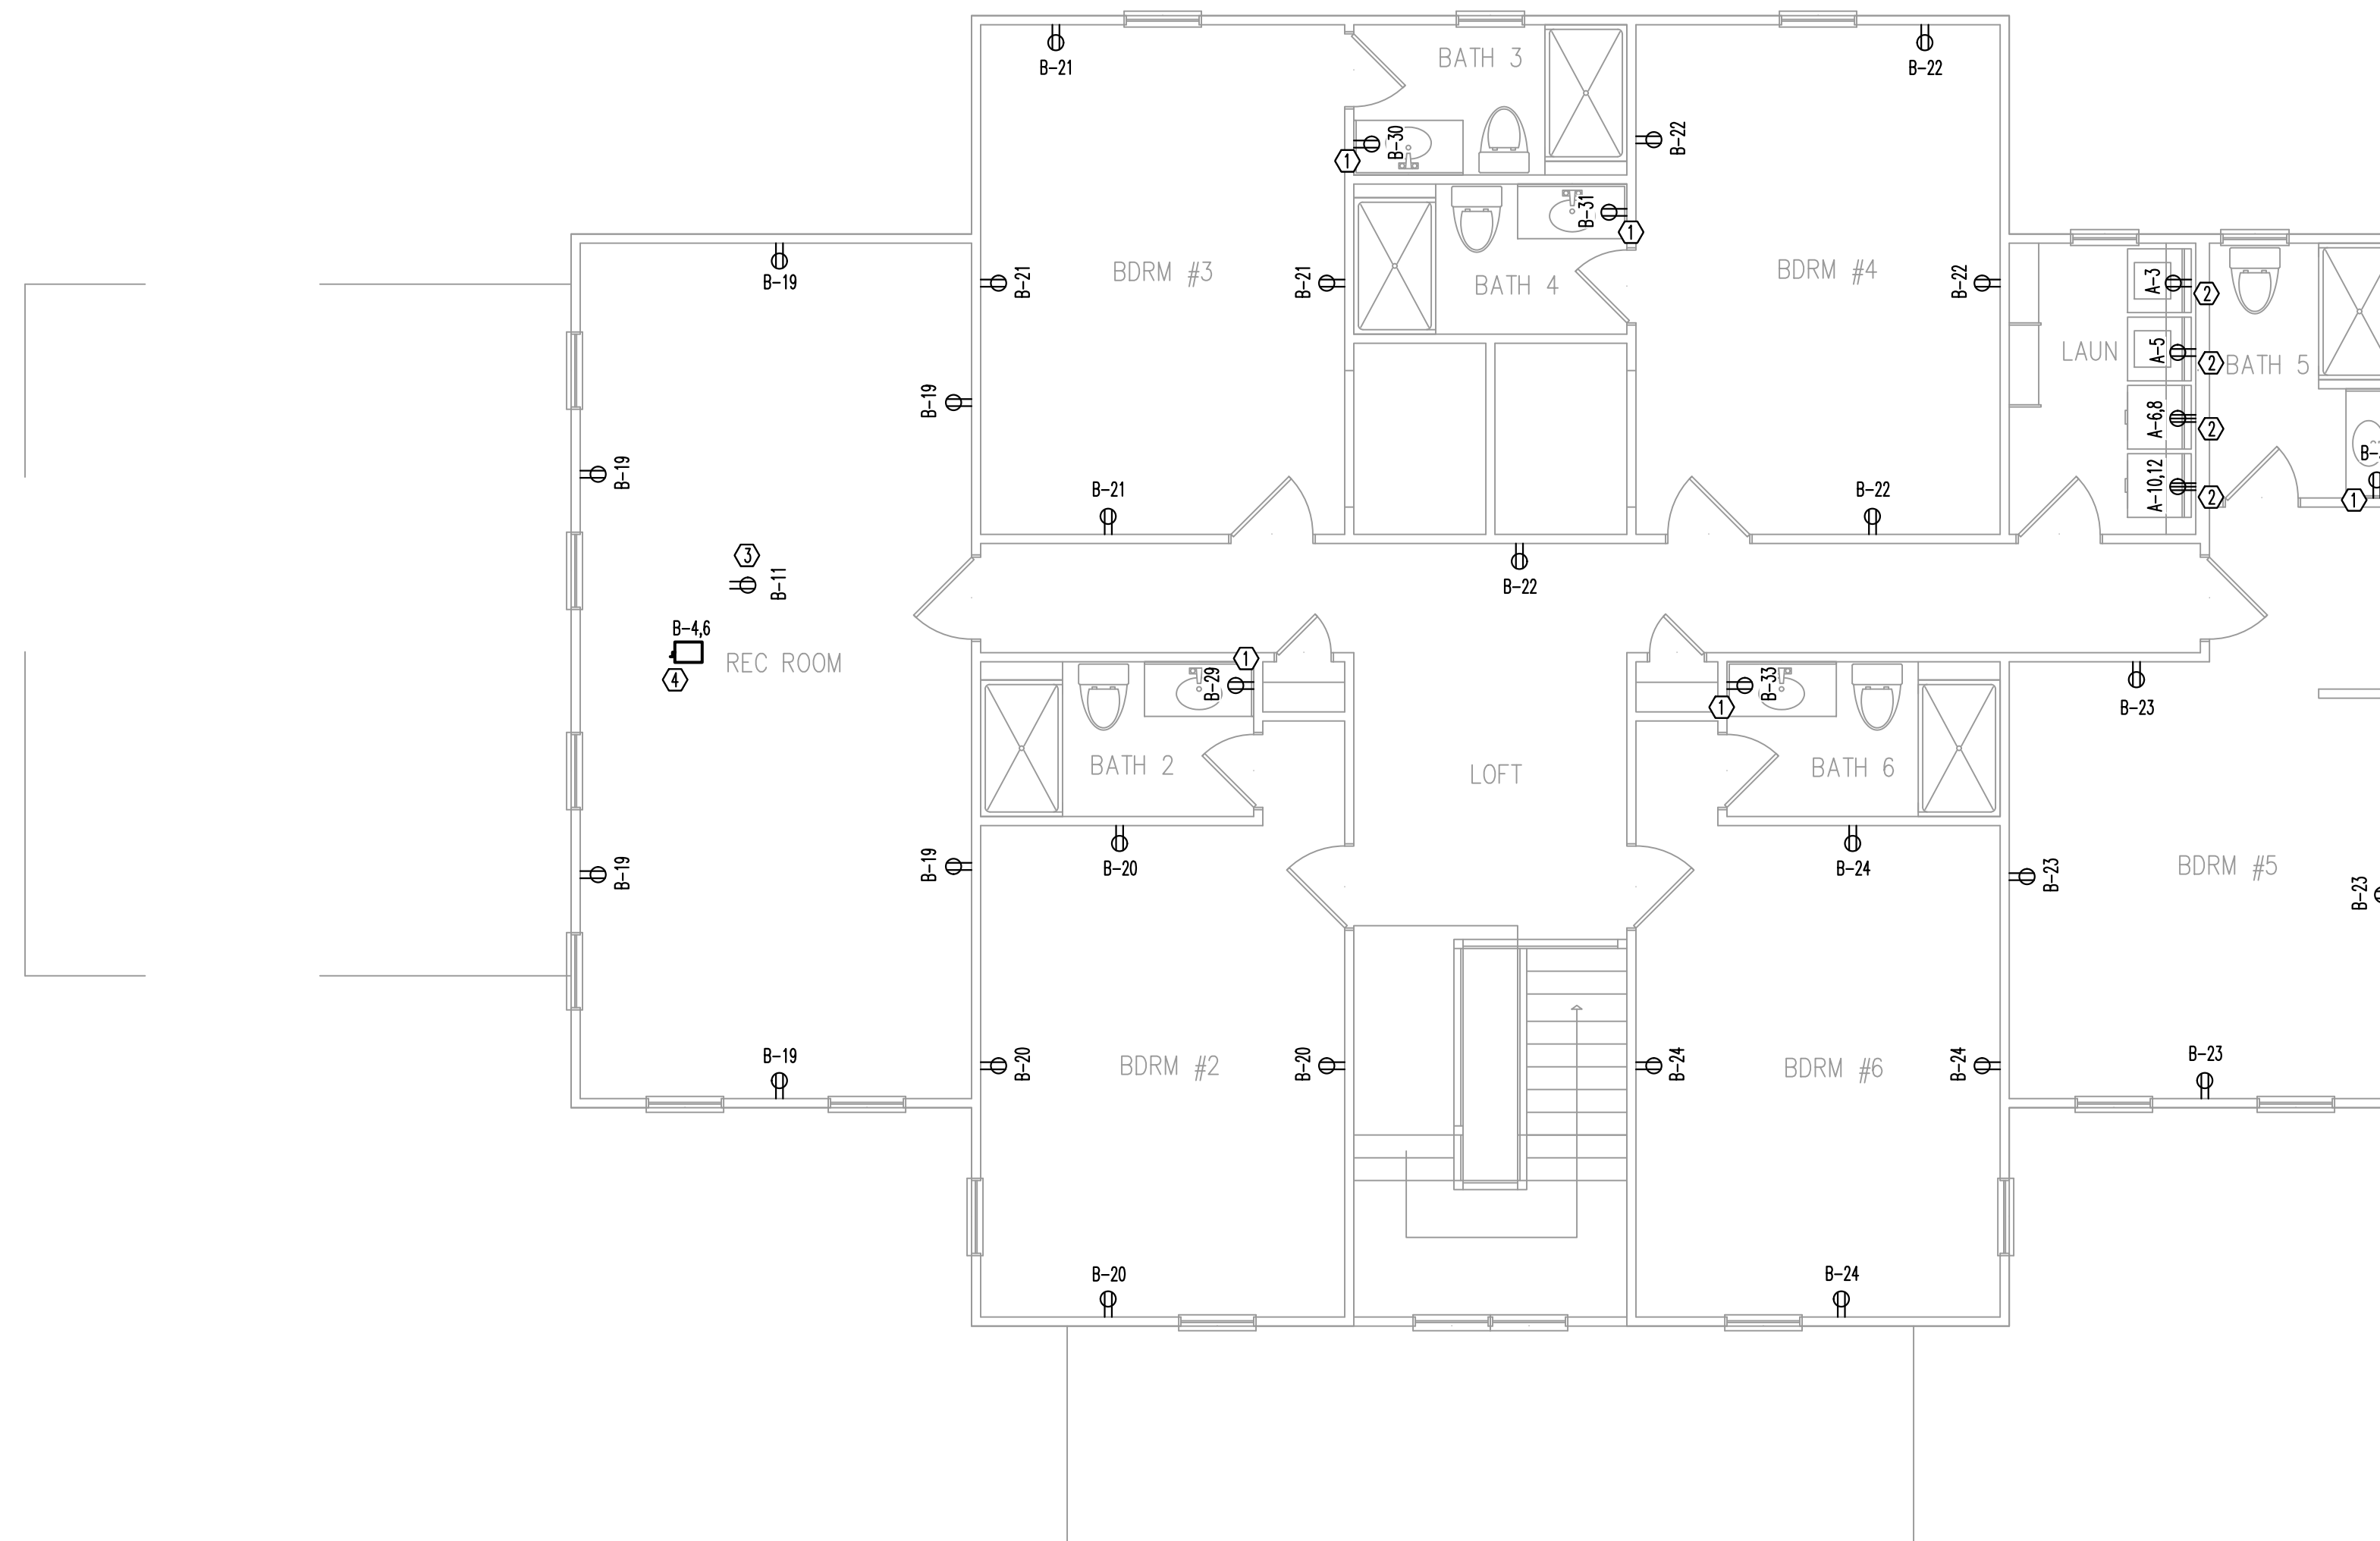 B-21
B-22
BATH 3
B-30
1
B-22
B-31
1
B-19
B-21
BDRM #3
B-21
BATH 4
BDRM #4
B-22
A-3
2
LAUN
A-5
2
BATH 5
B-19
A-6,8
2
B-19
B-21
B-22
A-10,12
2
1
3
B-11
B-22
B-4,6
4
REC ROOM
1
B-29
B-33
1
B-23
BATH 2
LOFT
BATH 6
B-19
B-19
B-20
B-24
B-23
BDRM #5
B-23
B-19
B-20
BDRM #2
B-20
B-24
BDRM #6
B-24
B-23
B-20
B-24